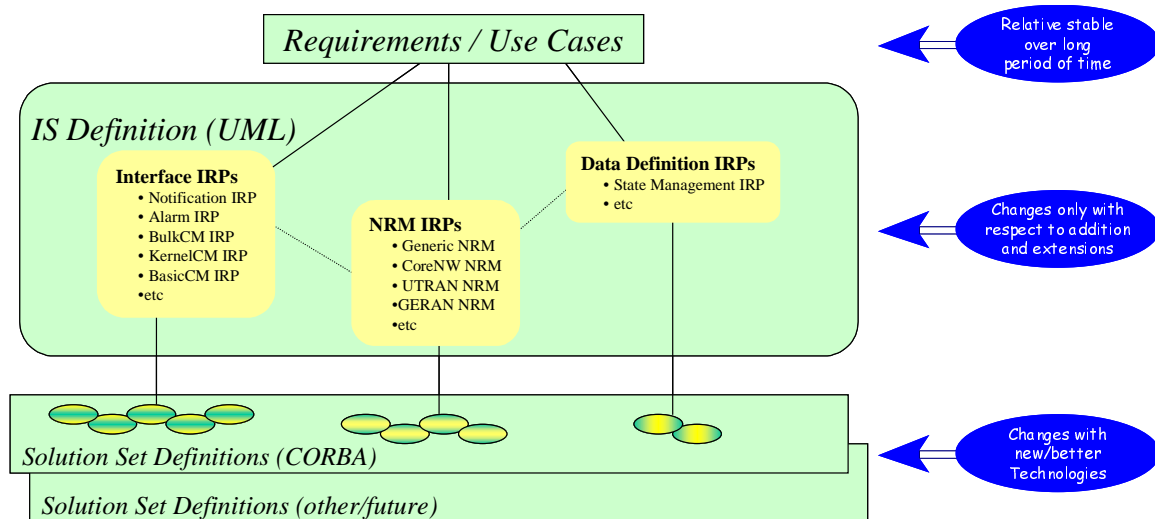 Requirements / Use Cases
Relative stable
over long
period of time
IS Definition (UML)
Interface IRPs
• Notification IRP
• Alarm IRP
• BulkCM IRP
• KernelCM IRP
• BasicCM IRP
•etc
NRM IRPs
• Generic NRM
• CoreNW NRM
• UTRAN NRM
•GERAN NRM
•etc
Data Definition IRPs
• State Management IRP
• etc
Changes only with
respect to addition
and extensions
Solution Set Definitions (CORBA)
Solution Set Definitions (other/future)
Changes with
new/better
Technologies